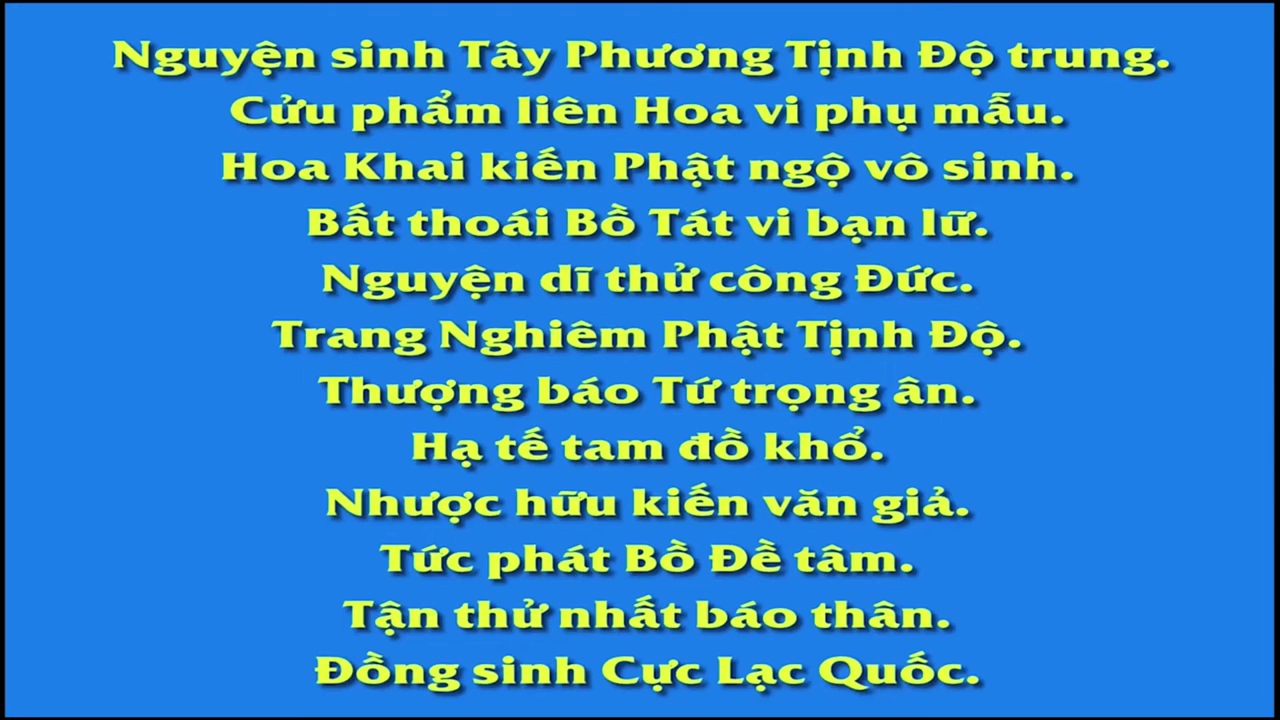 Nguyện sinh Tây Phương Tịnh Độ trung.
Cửu phẩm liên Hoa vi phụ mẫu.
Hoa Khai kiến Phật ngộ vô sinh.
Bất thoái Bồ Tát vi bạn lữ.
Nguyện dĩ thử công Đức.
Trang Nghiêm Phật Tịnh Độ.
Thượng báo Tứ trọng ân.
Hạ tế tam đồ khổ.
Nhược hữu kiến văn giả.
Tức phát Bồ Đề tâm.
Tận thử nhất báo thân.
Đồng sinh Cực Lạc Quốc.